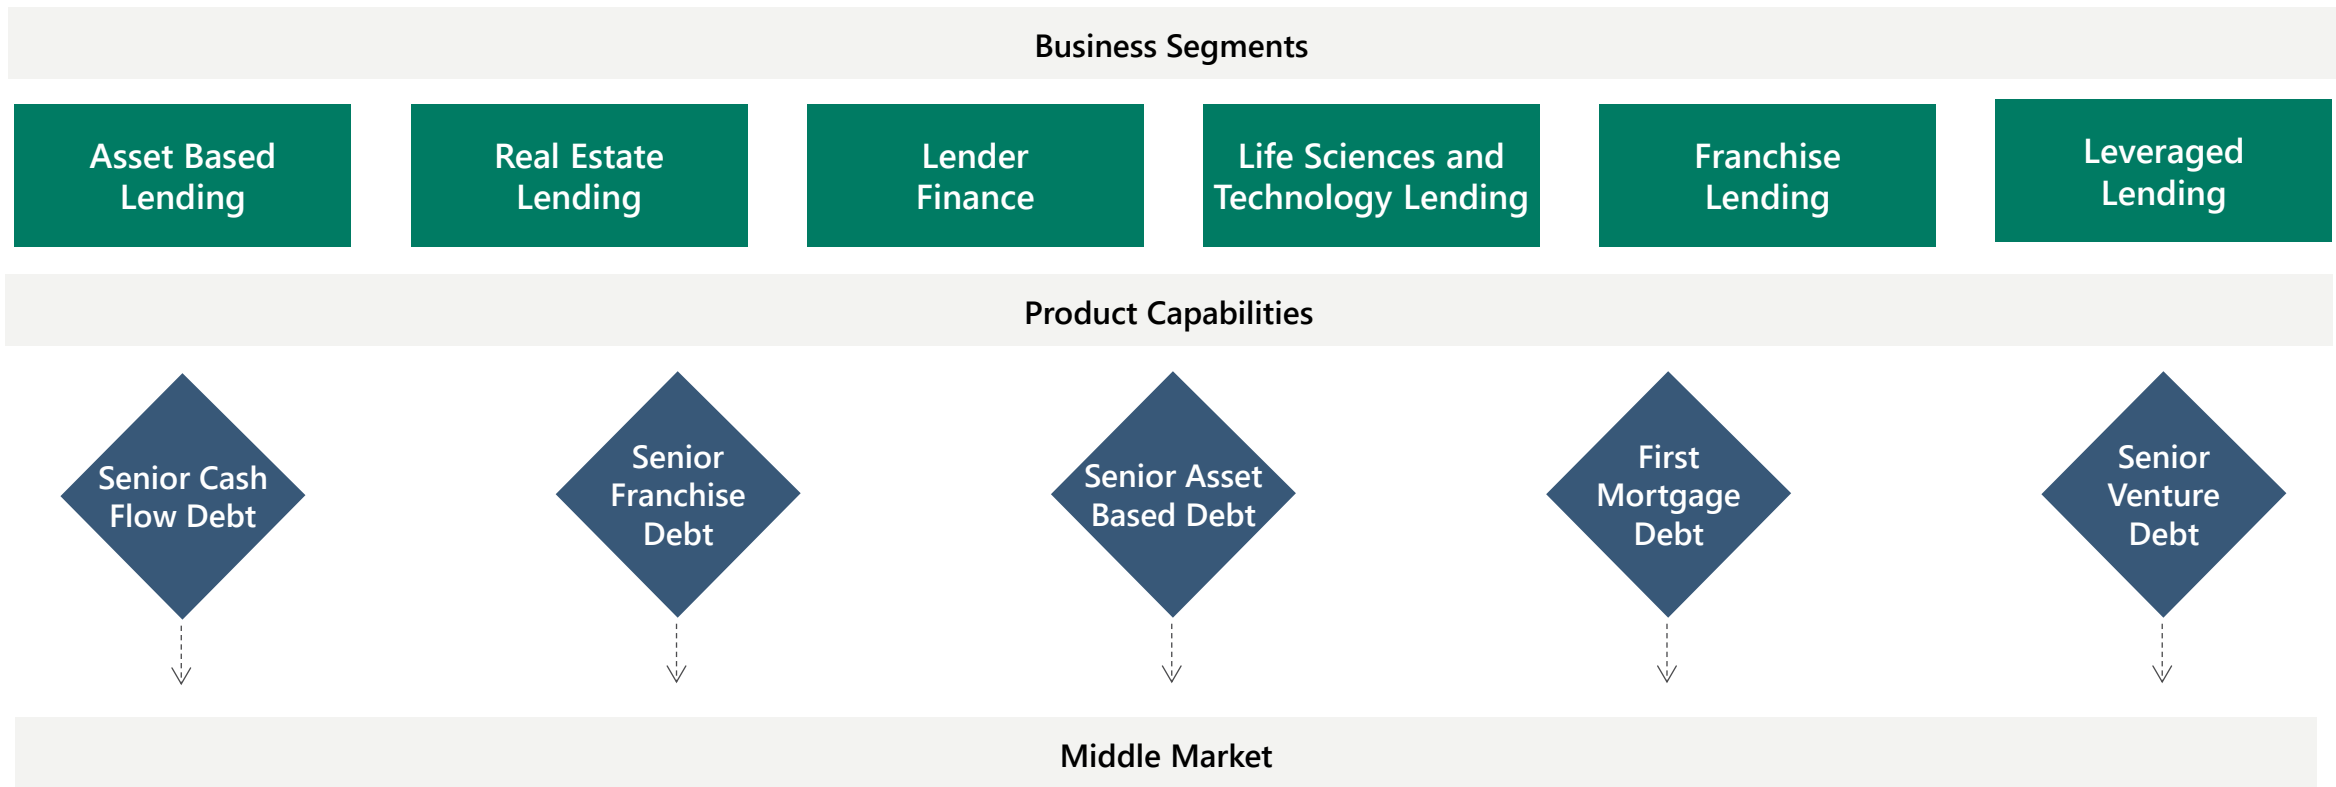 Business Segments
Asset Based
Lending
Real Estate
Lending
Lender
Finance
Life Sciences and
Technology Lending
Franchise
Lending
Leveraged
Lending
Product Capabilities
Senior Cash
Flow Debt
Senior
Franchise
Debt
Senior Asset
Based Debt
First
Mortgage
Debt
Senior
Venture
Debt
Middle Market